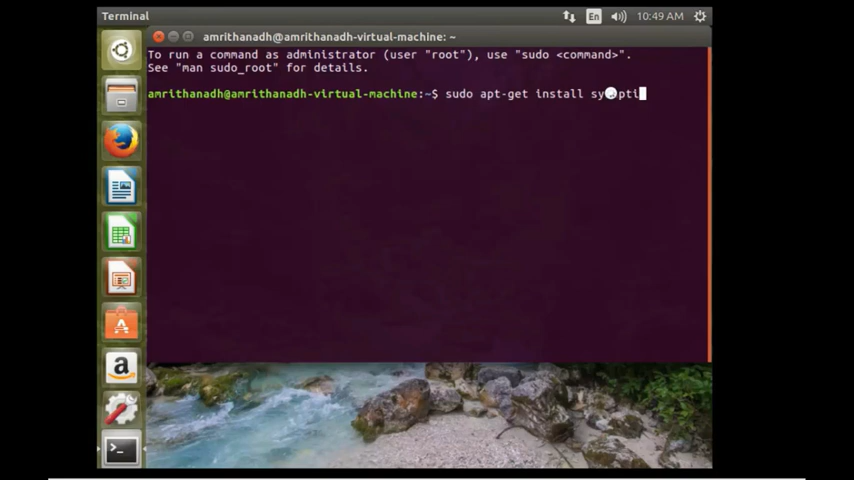 Terminal
En
10:49 AM
amrithanadh@amrithanadh-virtual-machine: ~
To run a command as administrator (user "root"), use "sudo <command>".
See "man sudo_root" for details.
amrithanadh@amrithanadh-virtual-machine:~$ sudo apt-get install